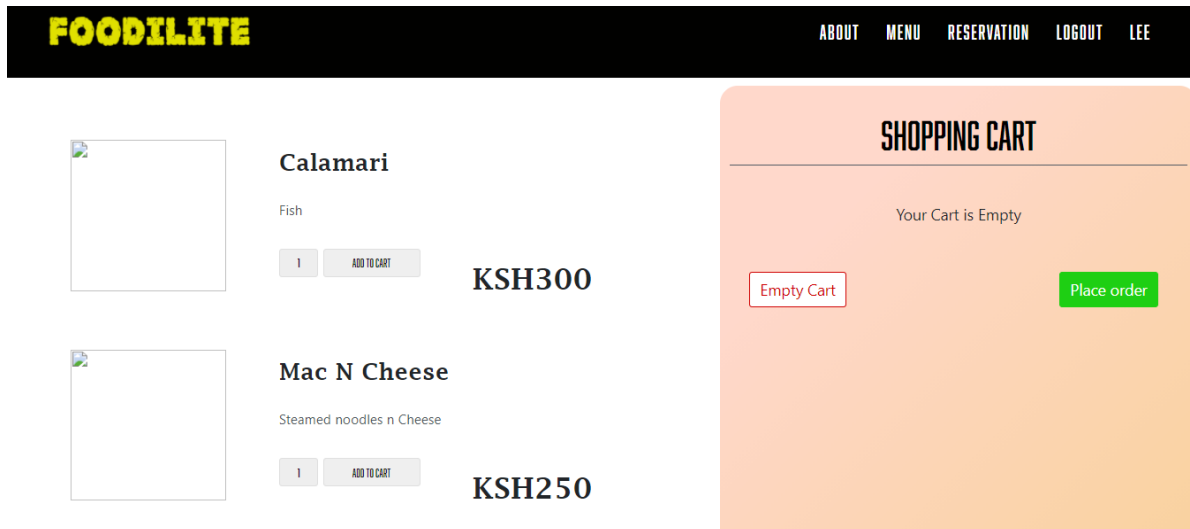 FOODILITE
ABOUT MENU RESERVATION LOGOUT LEE
Calamari
Fish
1 ADD TO CART
KSH300
Mac N Cheese
Steamed noodles n Cheese
1 ADD TO CART
KSH250
SHOPPING CART
Your Cart is Empty
Empty Cart Place order